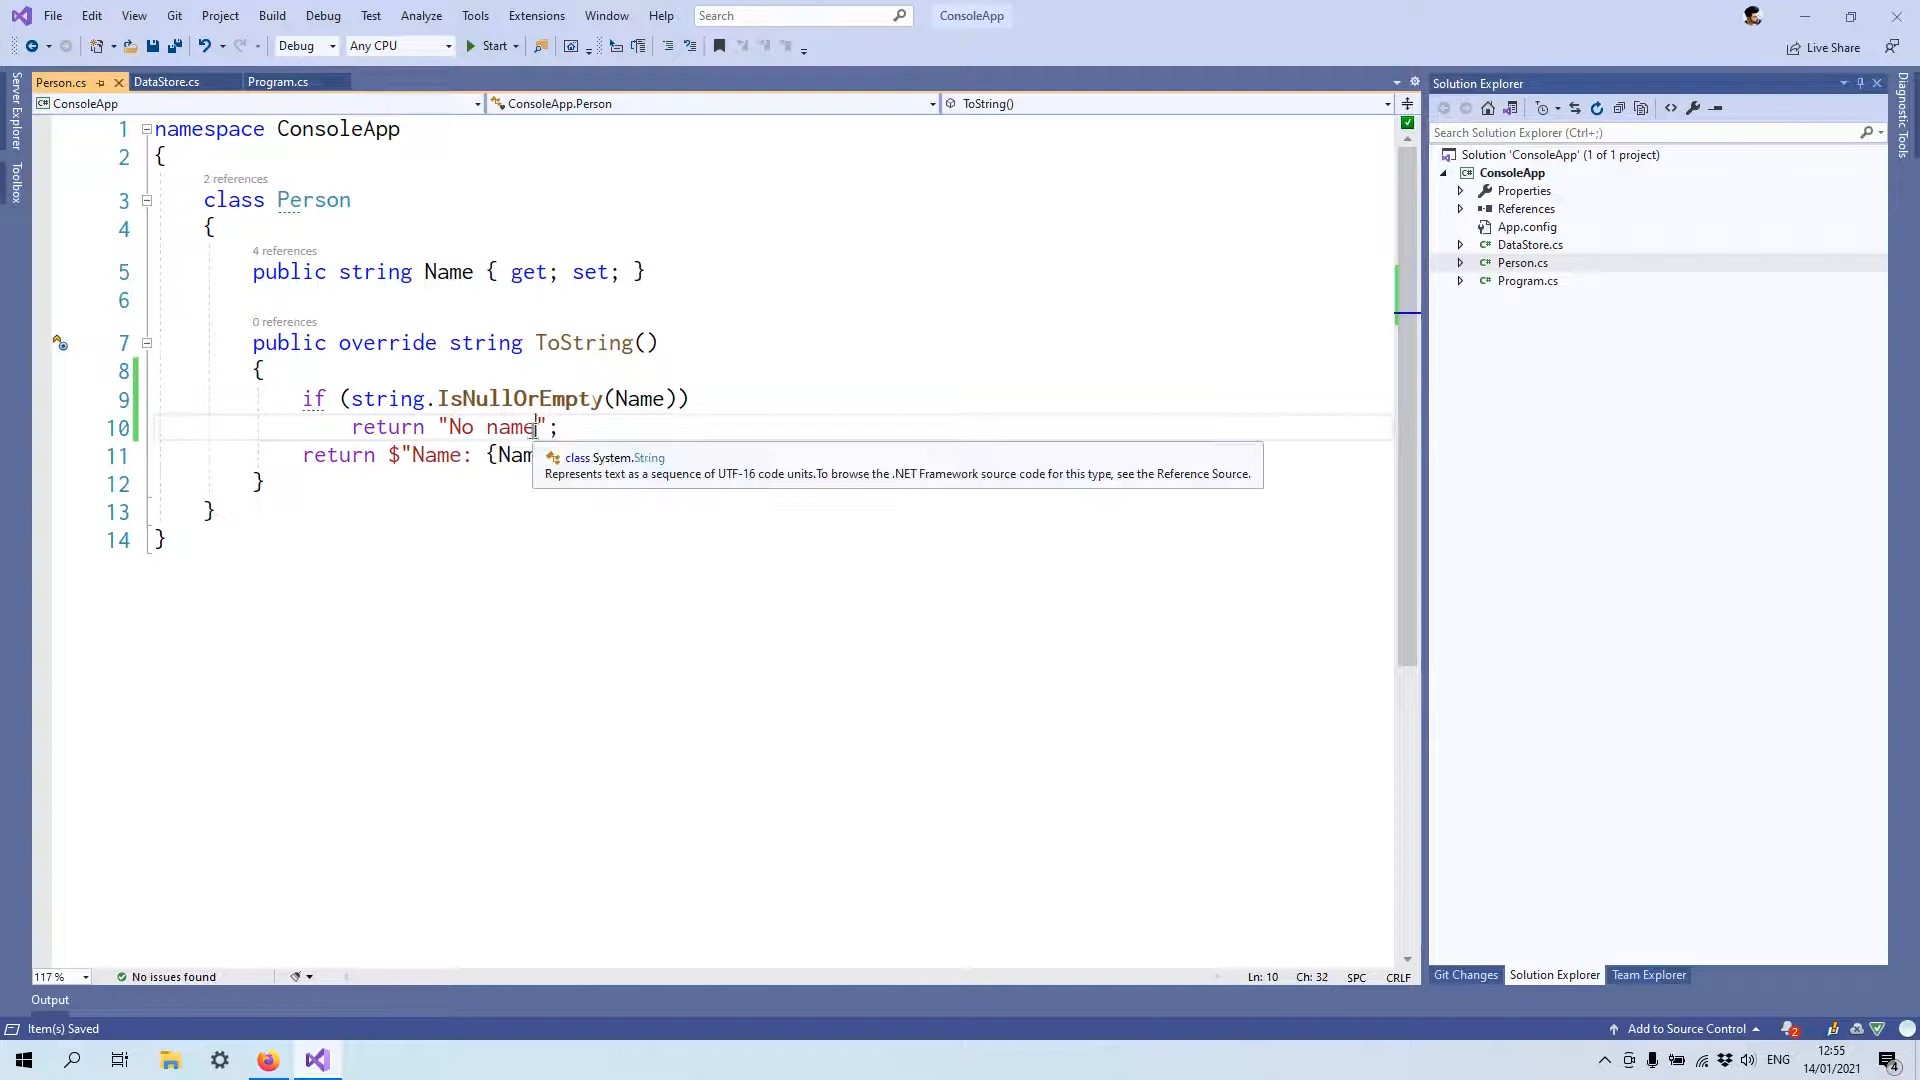 File Edit View Git Project Build Debug Test Analyze Tools Extensions Window Help Search ConsoleApp
Debug Any CPU Start Live Share
Server Explorer
Toolbox
Person.cs DataStore.cs Program.cs
ConsoleApp ConsoleApp.Person ToString()
1 namespace ConsoleApp
2 {
2 references
3 class Person
4 {
4 references
5 public string Name { get; set; }
6
0 references
7 public override string ToString()
8 {
9 if (string.IsNullOrEmpty(Name))
10 return "No name";
11 return $"Name: {Nam
12 }
13 }
14 }
class System.String
Represents text as a sequence of UTF-16 code units.To browse the .NET Framework source code for this type, see the Reference Source.
117 % No issues found Ln: 10 Ch: 32 SPC CRLF
Solution Explorer
Search Solution Explorer (Ctrl+;)
Solution 'ConsoleApp' (1 of 1 project)
ConsoleApp
Properties
References
App.config
DataStore.cs
Person.cs
Program.cs
Git Changes Solution Explorer Team Explorer
Diagnostic Tools
Output
Item(s) Saved Add to Source Control 2
ENG 12:55
14/01/2021
4